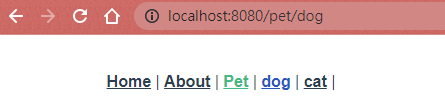 localhost:8080/pet/dog
Home | About | Pet | dog | cat |